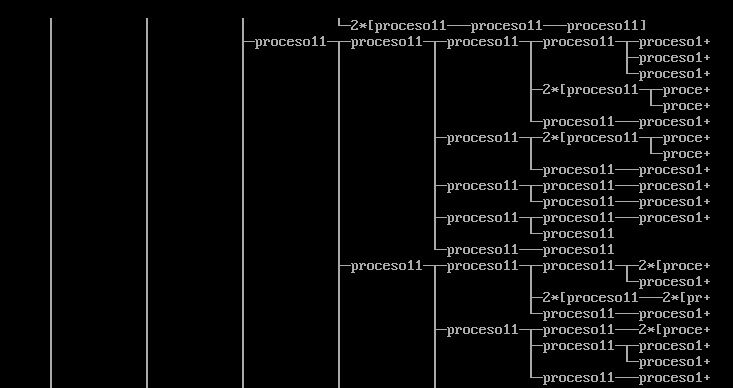 2*[proceso11───proceso11───proceso11]
proceso11─┬─proceso11─┬─proceso11─┬─proceso11─┬─proceso1+
proceso1+
proceso1+
2*[proceso11─┬─proce+
proce+
proceso11───proceso1+
proceso11─┬─2*[proceso11─┬─proce+
proce+
proceso11───proceso1+
proceso11─┬─proceso11───proceso1+
proceso11───proceso1+
proceso11─┬─proceso11───proceso1+
proceso11
proceso11───proceso11
proceso11─┬─proceso11─┬─proceso11─┬─2*[proce+
proceso1+
2*[proceso11───2*[pr+
proceso11───proceso1+
proceso11─┬─proceso11───2*[proce+
proceso11─┬─proceso1+
proceso1+
proceso11───proceso1+